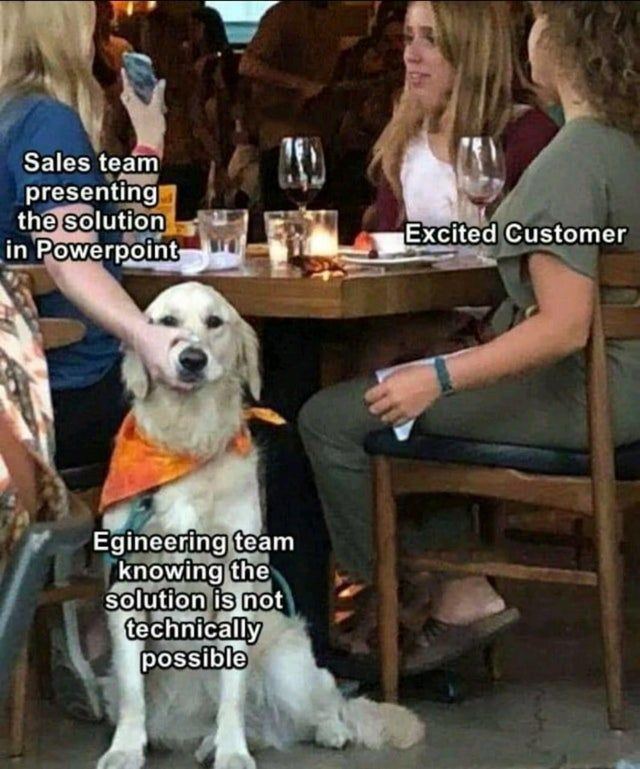 Sales team
presenting
the solution
in Powerpoint
Excited Customer
Egineering team
knowing the
solution is not
technically
possible